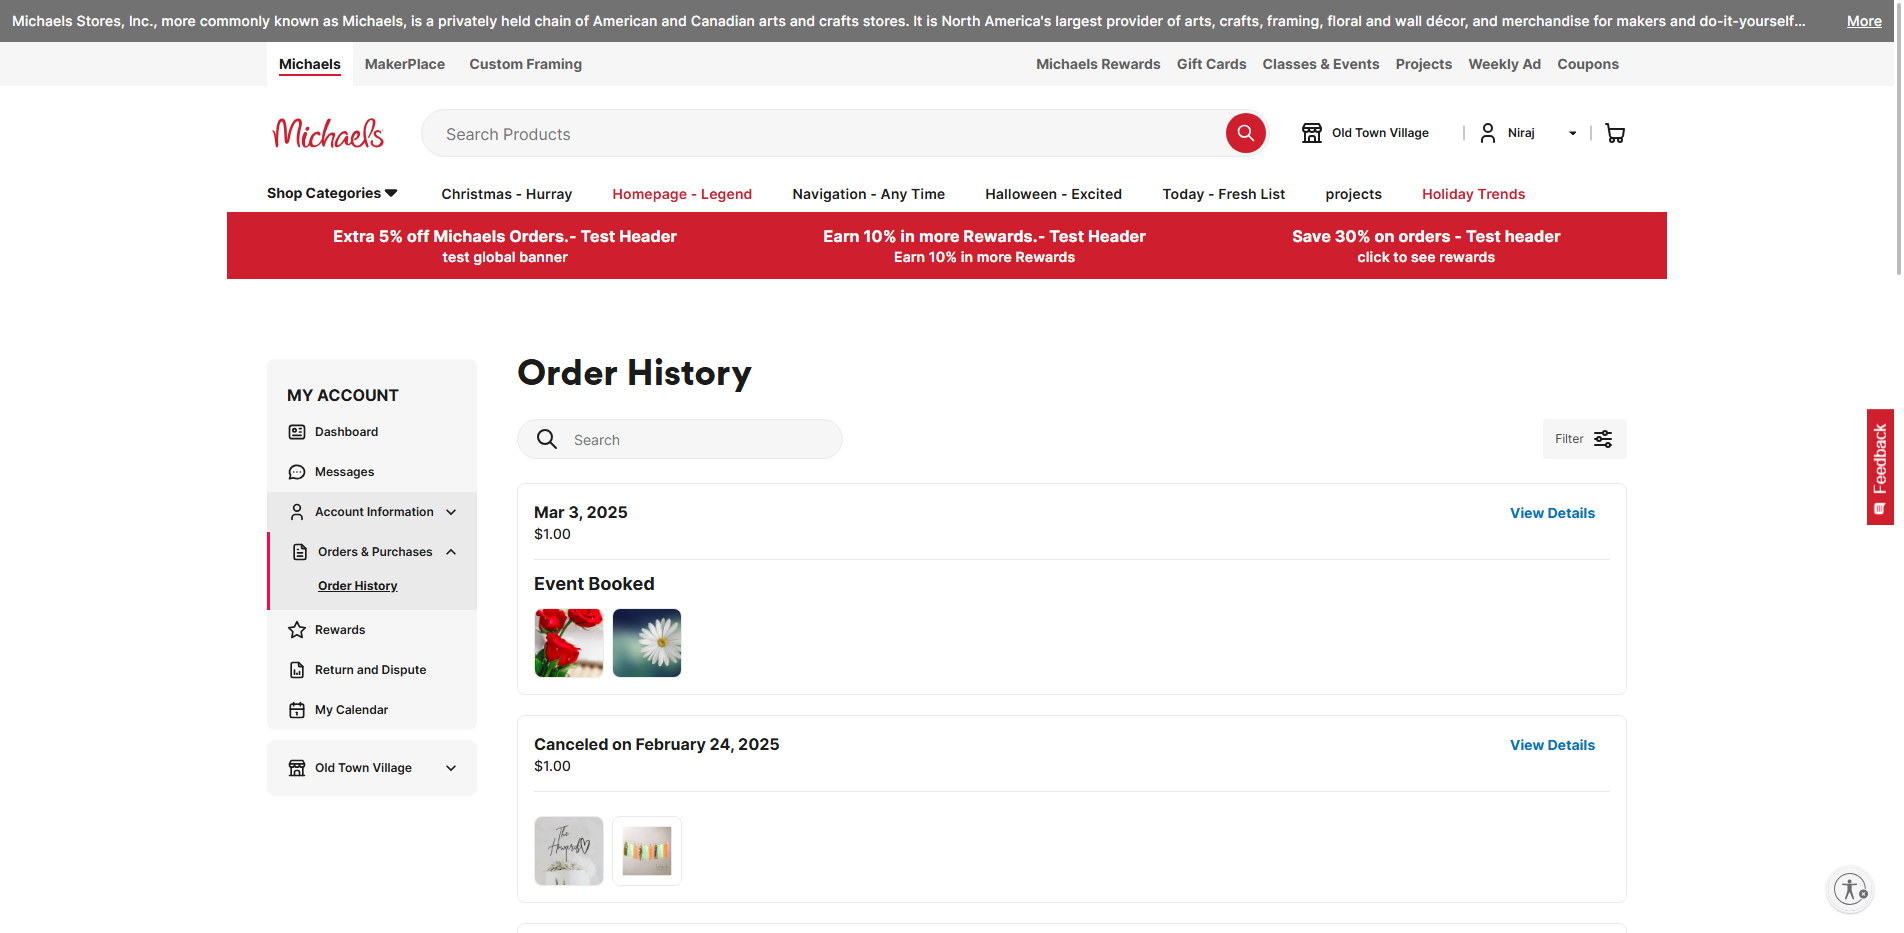 Michaels Stores, Inc., more commonly known as Michaels, is a privately held chain of American and Canadian arts and crafts stores. It is North America's largest provider of arts, crafts, framing, floral and wall décor, and merchandise for makers and do-it-yourself... More
Michaels MakerPlace Custom Framing Michaels Rewards Gift Cards Classes & Events Projects Weekly Ad Coupons
Michaels Search Products Old Town Village Niraj
Shop Categories Christmas - Hurray Homepage - Legend Navigation - Any Time Halloween - Excited Today - Fresh List projects Holiday Trends
Extra 5% off Michaels Orders.- Test Header
test global banner
Earn 10% in more Rewards.- Test Header
Earn 10% in more Rewards
Save 30% on orders - Test header
click to see rewards
MY ACCOUNT
Dashboard
Messages
Account Information
Orders & Purchases
Order History
Rewards
Return and Dispute
My Calendar
Old Town Village
Order History
Search
Filter
Mar 3, 2025
$1.00
View Details
Event Booked
Canceled on February 24, 2025
$1.00
View Details
The
Howards
Feedback